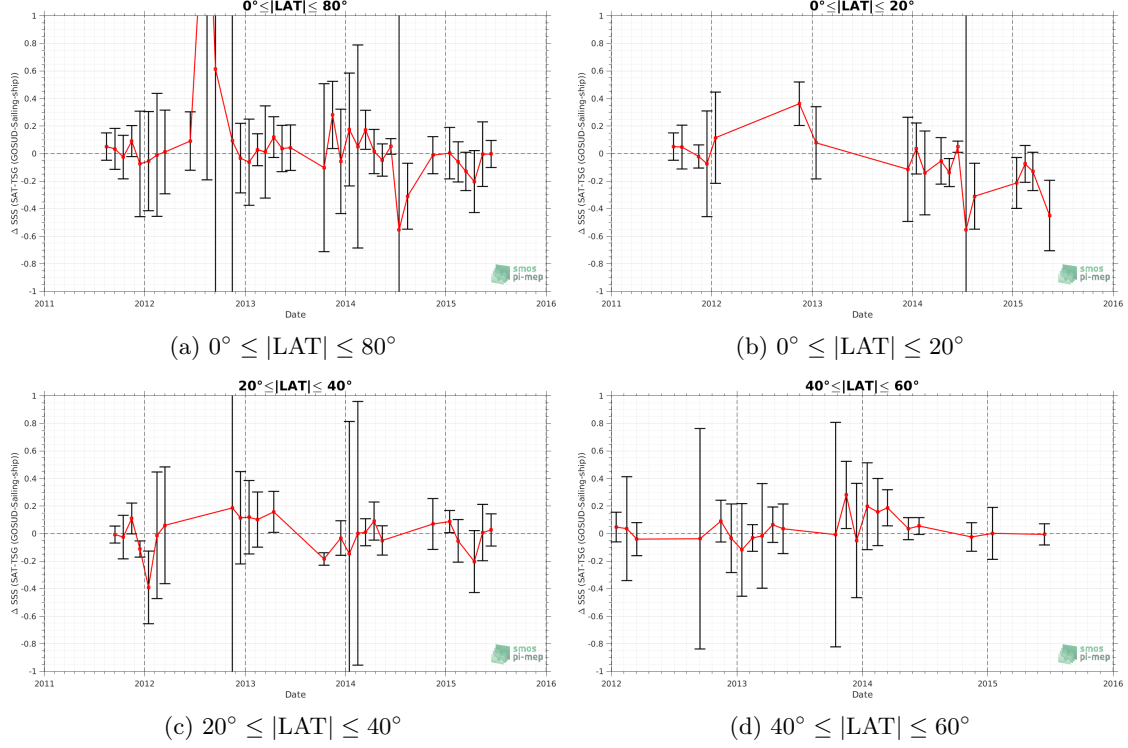 0°≤|LAT|≤ 80°
Δ SSS (SAT-TSG (GOSUD-Sailing-ship))
1
0.8
0.6
0.4
0.2
0
-0.2
-0.4
-0.6
-0.8
-1
2011 2012 2013 2014 2015 2016
Date
smos
pi-mep
(a) 0° ≤ |LAT| ≤ 80°
0°≤|LAT|≤ 20°
Δ SSS (SAT-TSG (GOSUD-Sailing-ship))
1
0.8
0.6
0.4
0.2
0
-0.2
-0.4
-0.6
-0.8
-1
2011 2012 2013 2014 2015 2016
Date
smos
pi-mep
(b) 0° ≤ |LAT| ≤ 20°
20°≤|LAT|≤ 40°
Δ SSS (SAT-TSG (GOSUD-Sailing-ship))
1
0.8
0.6
0.4
0.2
0
-0.2
-0.4
-0.6
-0.8
-1
2011 2012 2013 2014 2015 2016
Date
smos
pi-mep
(c) 20° ≤ |LAT| ≤ 40°
40°≤|LAT|≤ 60°
Δ SSS (SAT-TSG (GOSUD-Sailing-ship))
1
0.8
0.6
0.4
0.2
0
-0.2
-0.4
-0.6
-0.8
-1
2012 2013 2014 2015 2016
Date
smos
pi-mep
(d) 40° ≤ |LAT| ≤ 60°